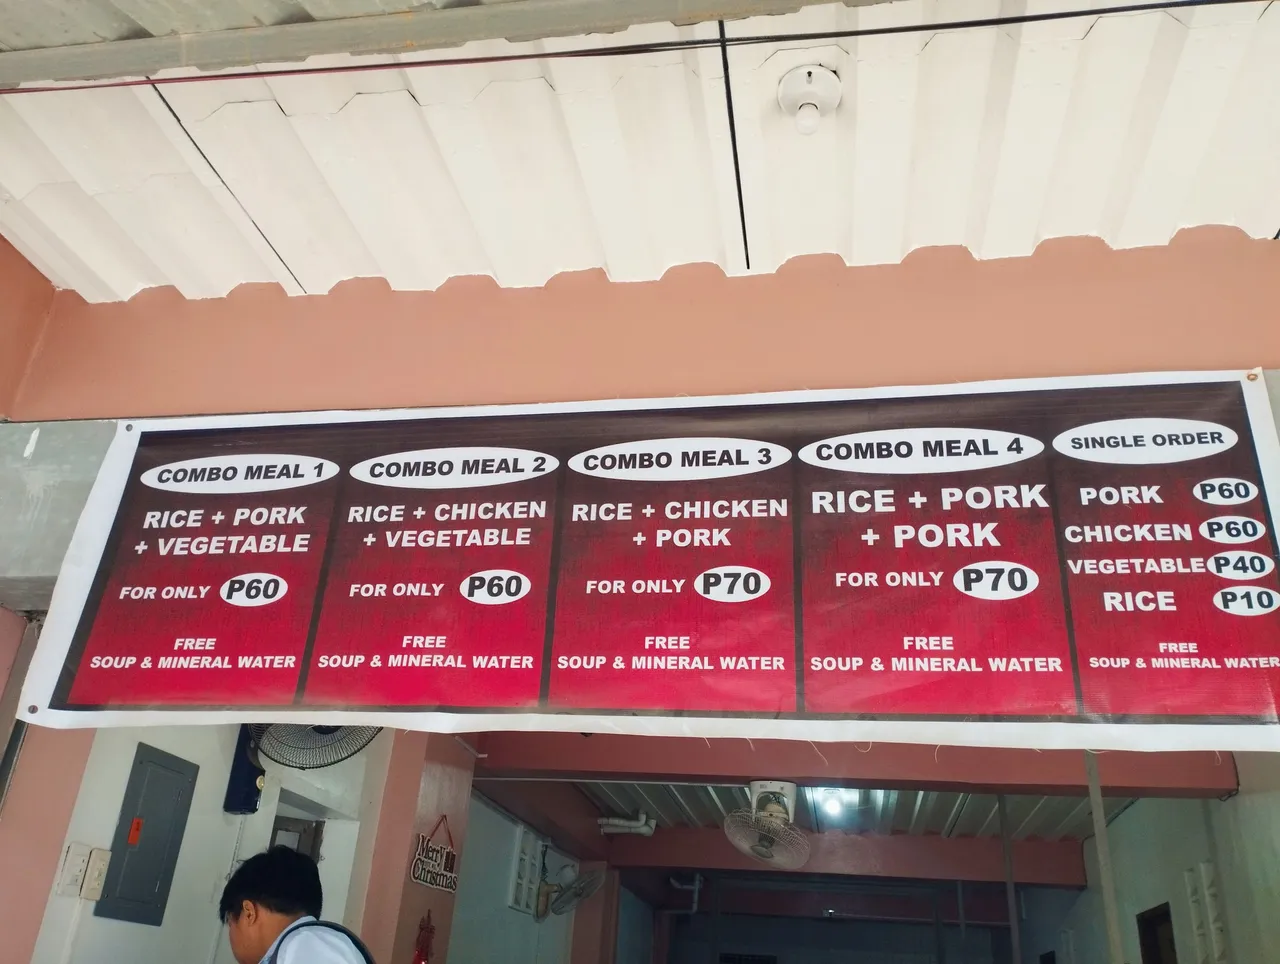 COMBO MEAL 1
RICE + PORK
+ VEGETABLE
FOR ONLY P60
FREE
SOUP & MINERAL WATER
COMBO MEAL 2
RICE + CHICKEN
+ VEGETABLE
FOR ONLY P60
FREE
SOUP & MINERAL WATER
COMBO MEAL 3
RICE + CHICKEN
+ PORK
FOR ONLY P70
FREE
SOUP & MINERAL WATER
COMBO MEAL 4
RICE + PORK
+ PORK
FOR ONLY P70
FREE
SOUP & MINERAL WATER
SINGLE ORDER
PORK P60
CHICKEN P60
VEGETABLE P40
RICE P10
FREE
SOUP & MINERAL WATER
Merry
Christmas